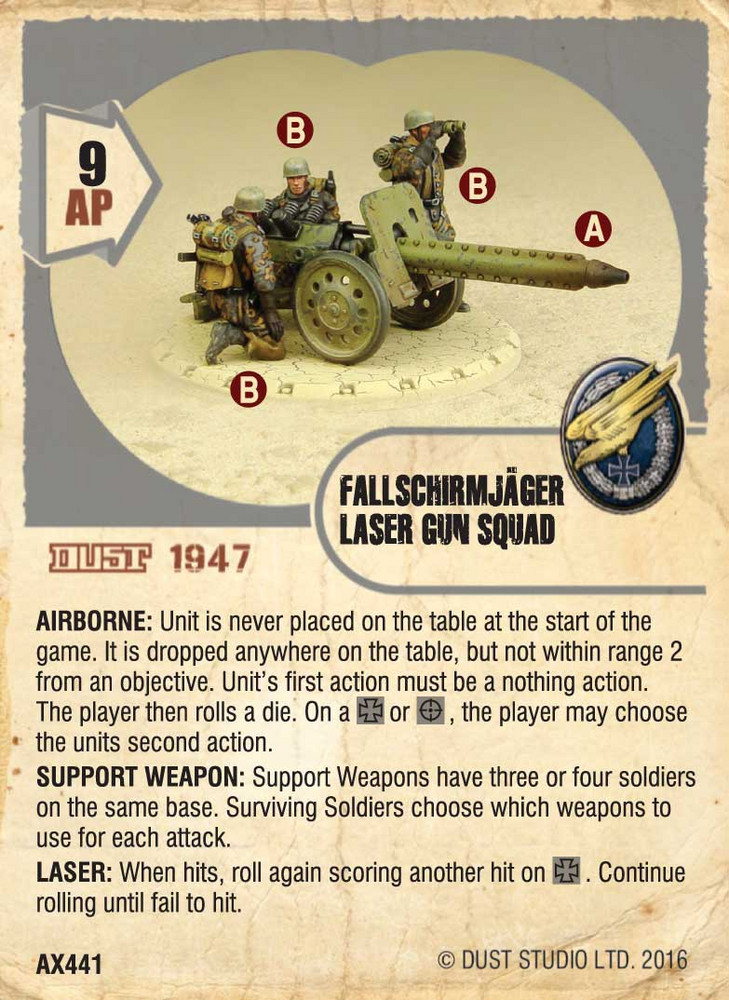 9
AP
B
B
A
B
FALLSCHIRMJÄGER
LASER GUN SQUAD
DUST 1947
AIRBORNE: Unit is never placed on the table at the start of the
game. It is dropped anywhere on the table, but not within range 2
from an objective. Unit's first action must be a nothing action.
The player then rolls a die. On a or , the player may choose
the units second action.
SUPPORT WEAPON: Support Weapons have three or four soldiers
on the same base. Surviving Soldiers choose which weapons to
use for each attack.
LASER: When hits, roll again scoring another hit on . Continue
rolling until fail to hit.
AX441
© DUST STUDIO LTD. 2016